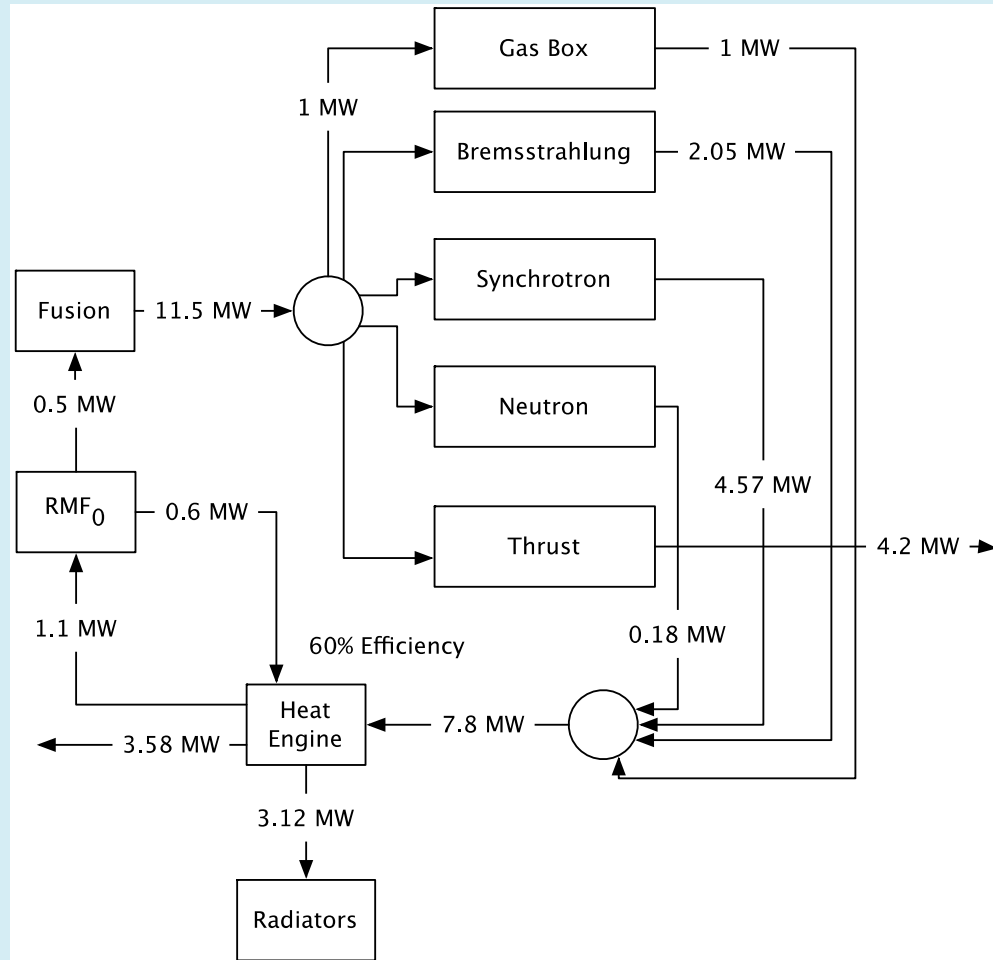 Gas Box
1 MW
1 MW
Bremsstrahlung
2.05 MW
Synchrotron
Fusion
11.5 MW
0.5 MW
Neutron
4.57 MW
RMF0
0.6 MW
Thrust
4.2 MW
1.1 MW
0.18 MW
60% Efficiency
Heat
Engine
7.8 MW
3.58 MW
3.12 MW
Radiators